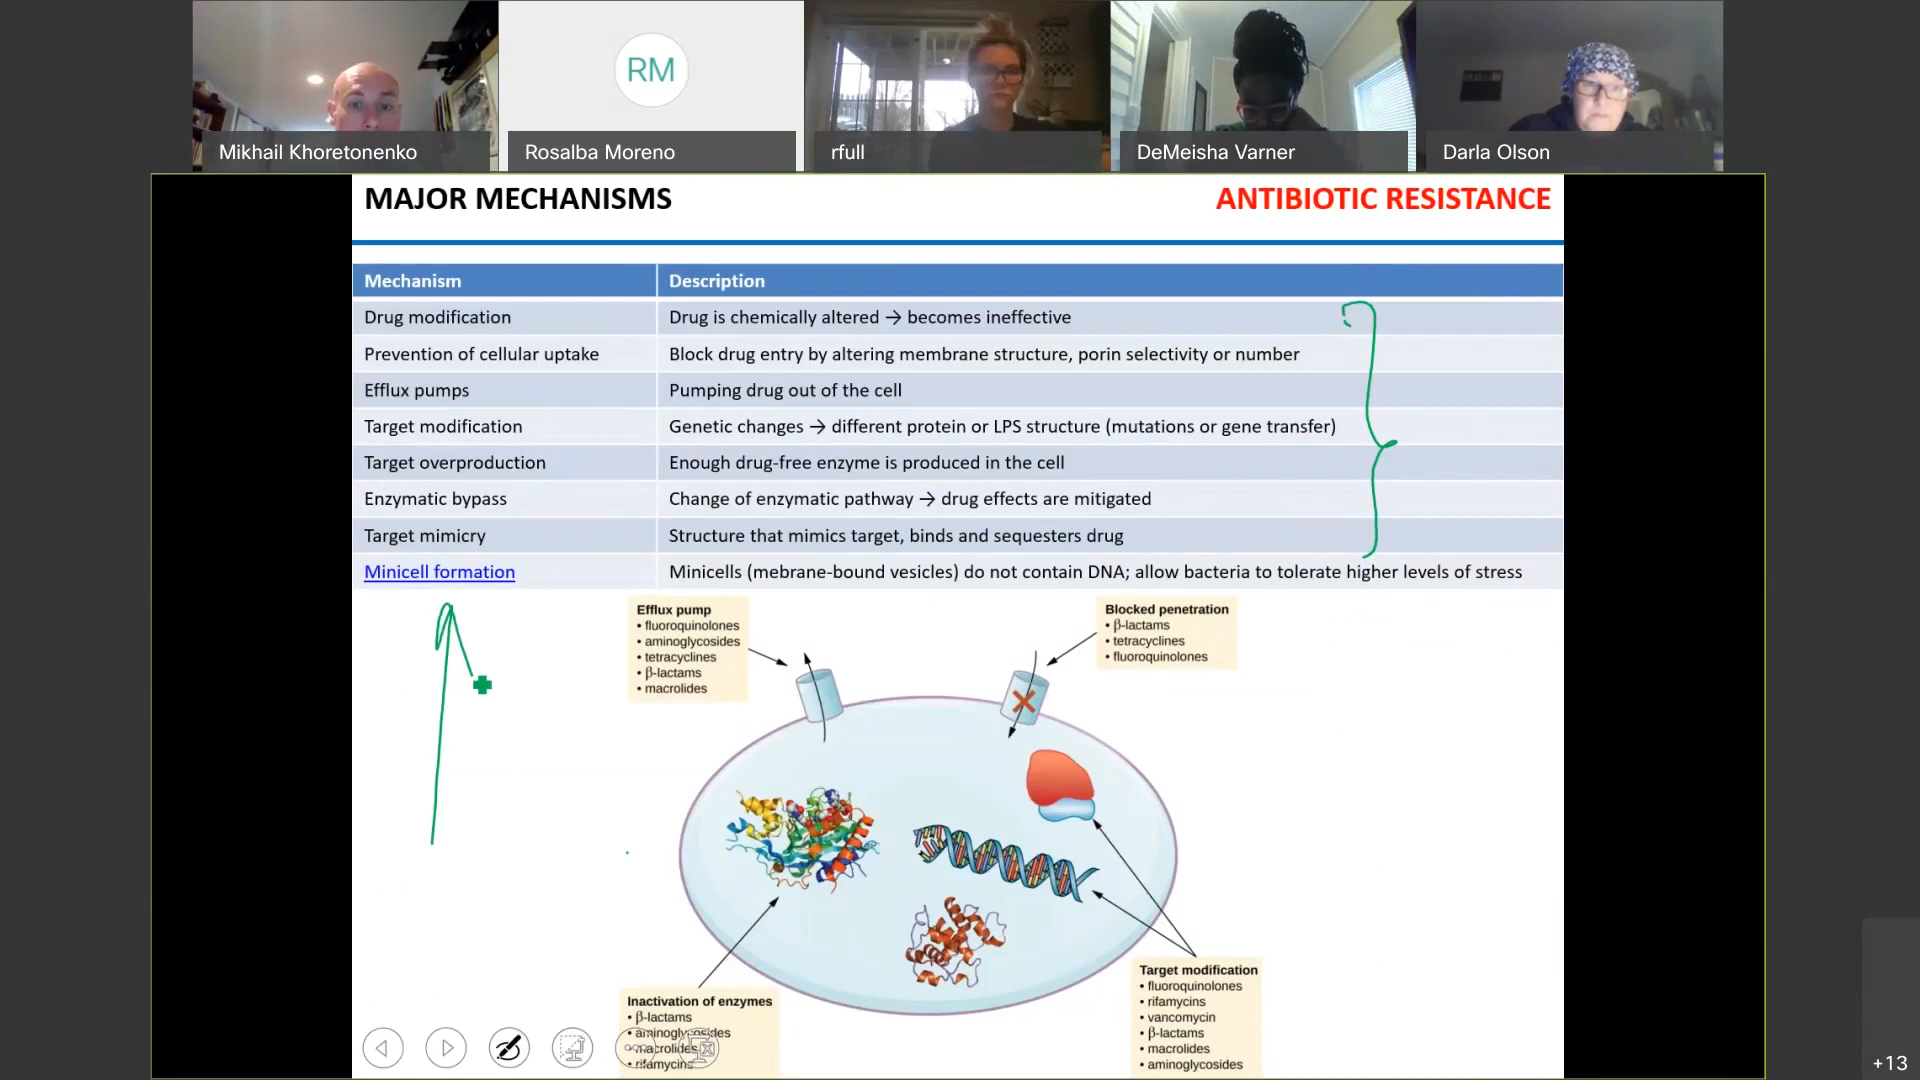 RM
Mikhail Khoretonenko
Rosalba Moreno
rfull
DeMeisha Varner
Darla Olson
MAJOR MECHANISMS
ANTIBIOTIC RESISTANCE
Mechanism Description
Drug modification Drug is chemically altered → becomes ineffective
Prevention of cellular uptake Block drug entry by altering membrane structure, porin selectivity or number
Efflux pumps Pumping drug out of the cell
Target modification Genetic changes → different protein or LPS structure (mutations or gene transfer)
Target overproduction Enough drug-free enzyme is produced in the cell
Enzymatic bypass Change of enzymatic pathway → drug effects are mitigated
Target mimicry Structure that mimics target, binds and sequesters drug
Minicell formation Minicells (mebrane-bound vesicles) do not contain DNA; allow bacteria to tolerate higher levels of stress
Efflux pump
• fluoroquinolones
• aminoglycosides
• tetracyclines
• β-lactams
• macrolides
Blocked penetration
• β-lactams
• tetracyclines
• fluoroquinolones
Inactivation of enzymes
• β-lactams
• aminoglycosides
• macrolides
• rifamycins
Target modification
• fluoroquinolones
• rifamycins
• vancomycin
• β-lactams
• macrolides
• aminoglycosides
+13